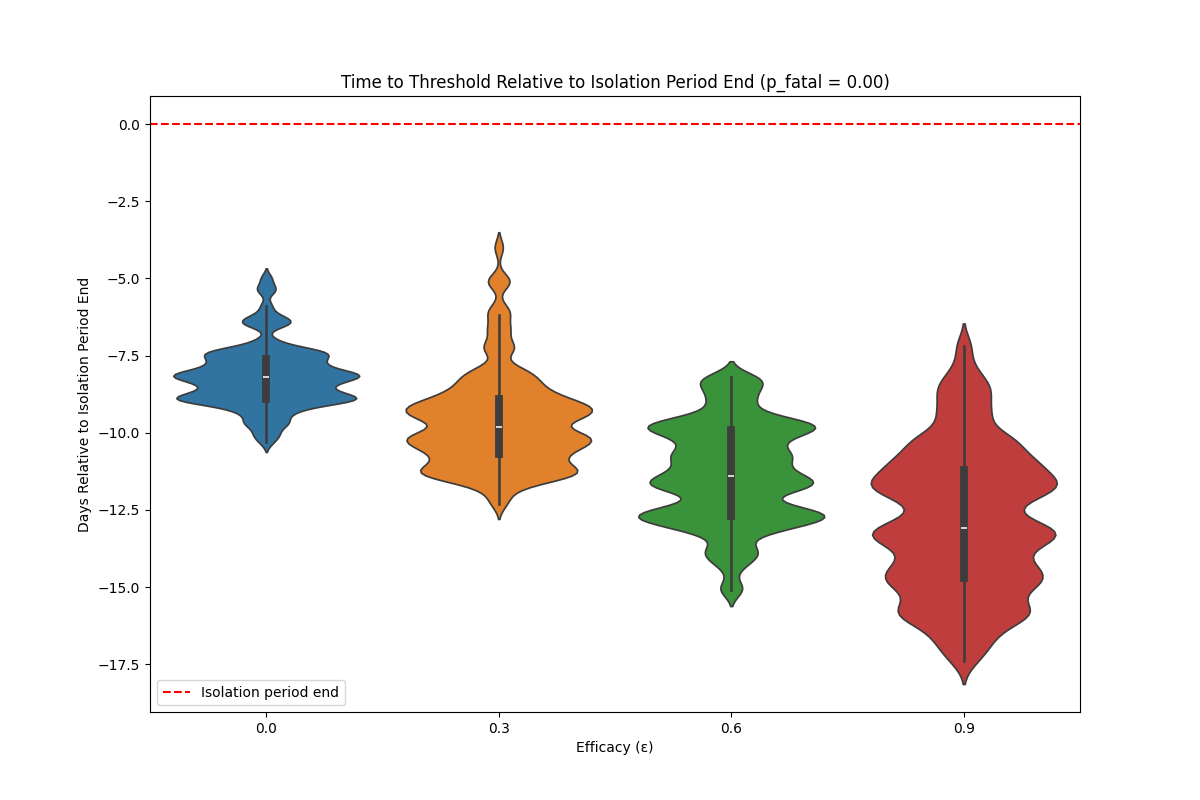 Time to Threshold Relative to Isolation Period End (p_fatal = 0.00)
Days Relative to Isolation Period End
0.0
−2.5
−5.0
−7.5
−10.0
−12.5
−15.0
−17.5
Isolation period end
0.0 0.3 0.6 0.9
Efficacy (ε)